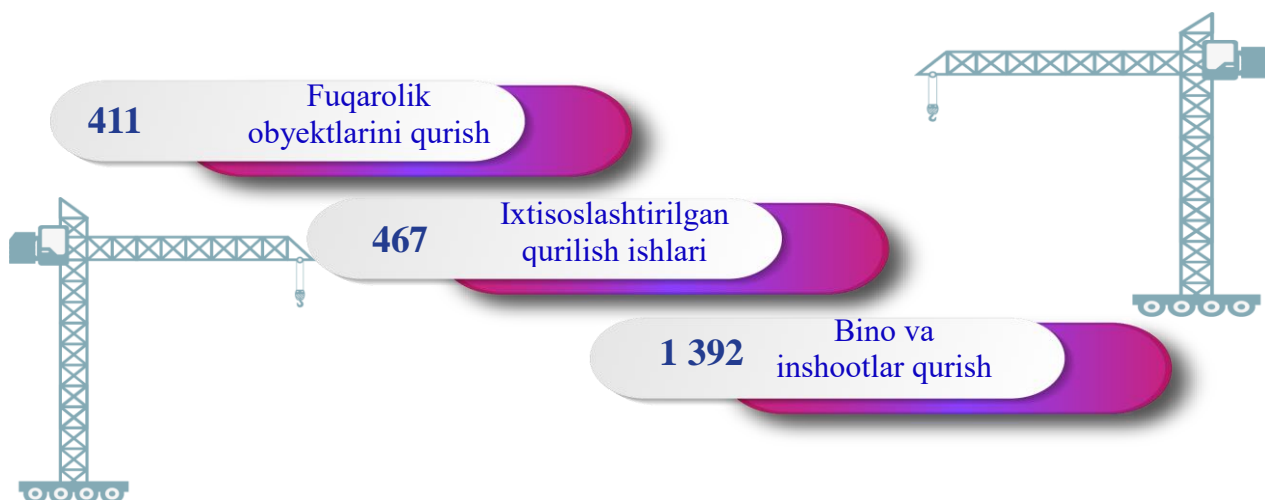 411
Fuqarolik
obyektlarini qurish
467
Ixtisoslashtirilgan
qurilish ishlari
1 392
Bino va
inshootlar qurish